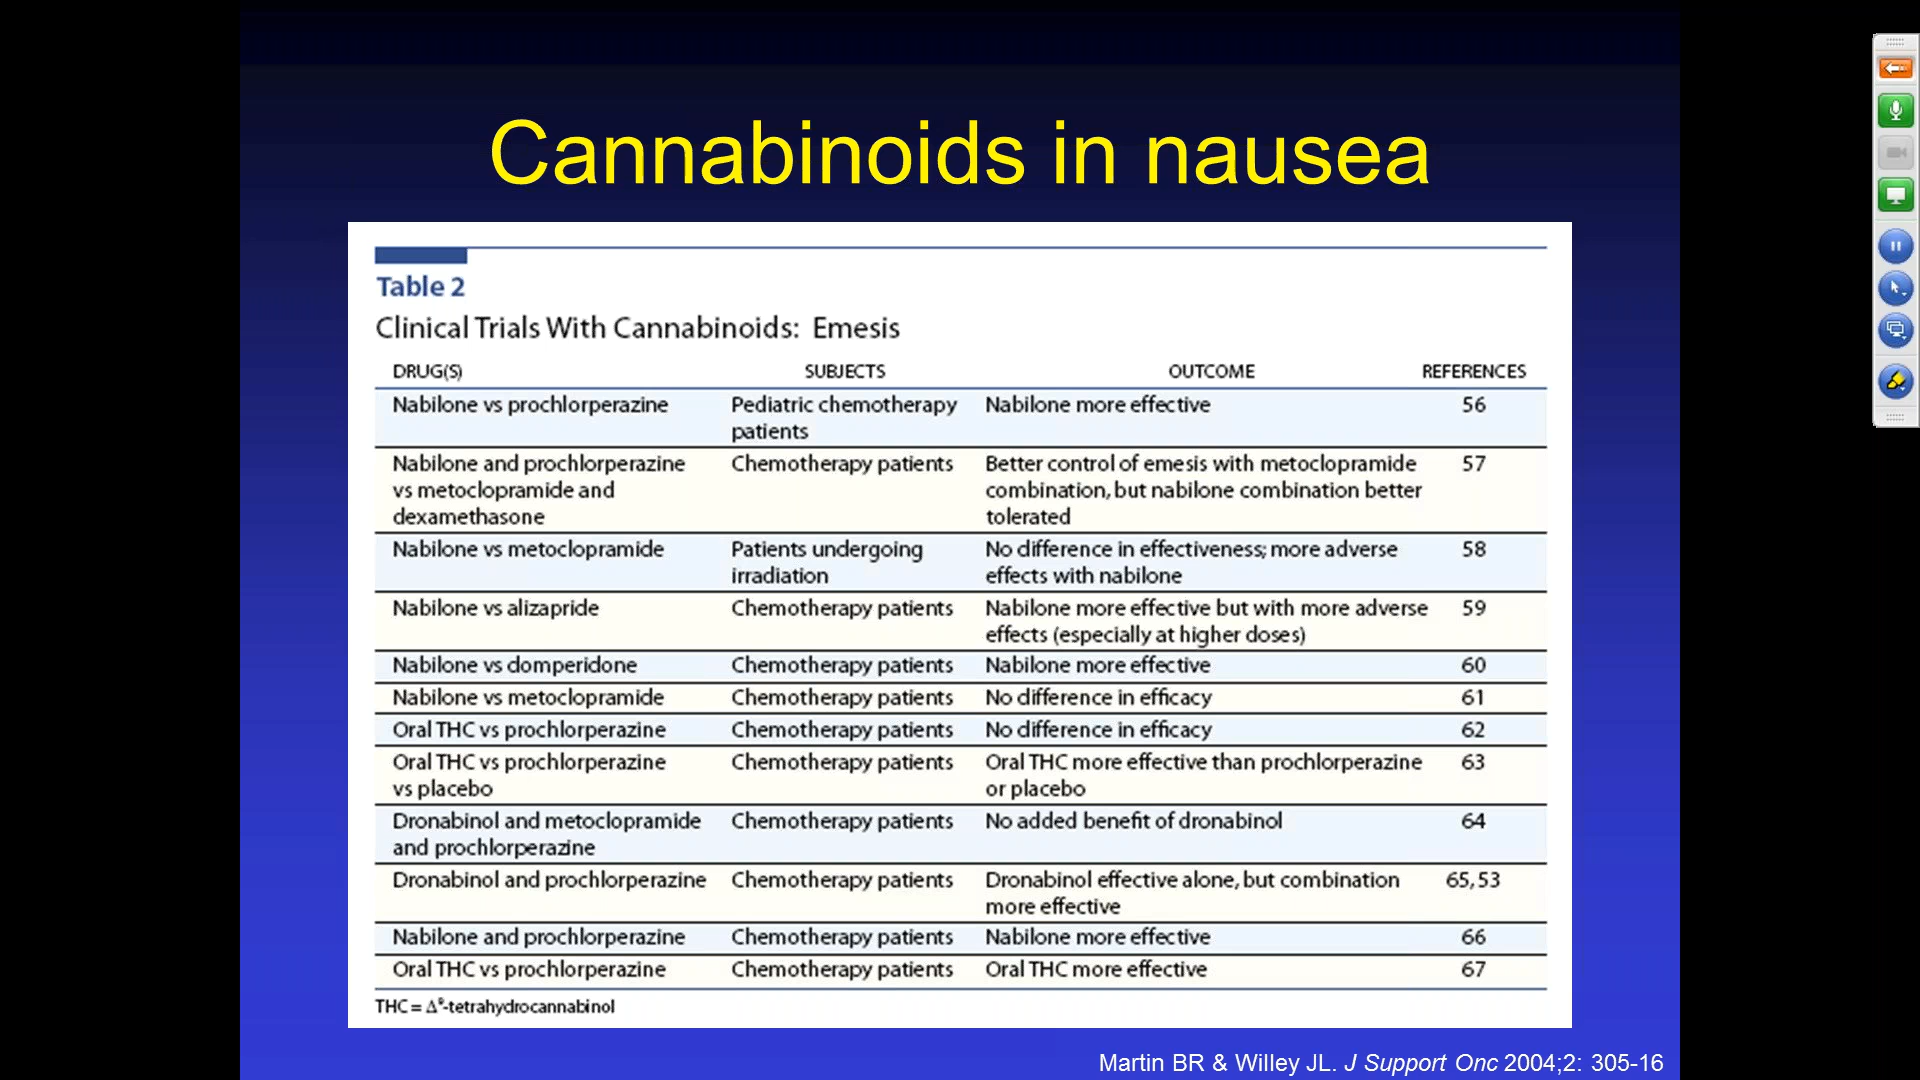 Cannabinoids in nausea
Table 2
Clinical Trials With Cannabinoids: Emesis
DRUG(S) SUBJECTS OUTCOME REFERENCES
Nabilone vs prochlorperazine Pediatric chemotherapy Nabilone more effective 56
patients
Nabilone and prochlorperazine Chemotherapy patients Better control of emesis with metoclopramide 57
vs metoclopramide and combination, but nabilone combination better
dexamethasone tolerated
Nabilone vs metoclopramide Patients undergoing No difference in effectiveness; more adverse 58
irradiation effects with nabilone
Nabilone vs alizapride Chemotherapy patients Nabilone more effective but with more adverse 59
effects (especially at higher doses)
Nabilone vs domperidone Chemotherapy patients Nabilone more effective 60
Nabilone vs metoclopramide Chemotherapy patients No difference in efficacy 61
Oral THC vs prochlorperazine Chemotherapy patients No difference in efficacy 62
Oral THC vs prochlorperazine Chemotherapy patients Oral THC more effective than prochlorperazine 63
vs placebo or placebo
Dronabinol and metoclopramide Chemotherapy patients No added benefit of dronabinol 64
and prochlorperazine
Dronabinol and prochlorperazine Chemotherapy patients Dronabinol effective alone, but combination 65, 53
more effective
Nabilone and prochlorperazine Chemotherapy patients Nabilone more effective 66
Oral THC vs prochlorperazine Chemotherapy patients Oral THC more effective 67
THC = Δ⁹-tetrahydrocannabinol
Martin BR & Willey JL. J Support Onc 2004;2: 305-16